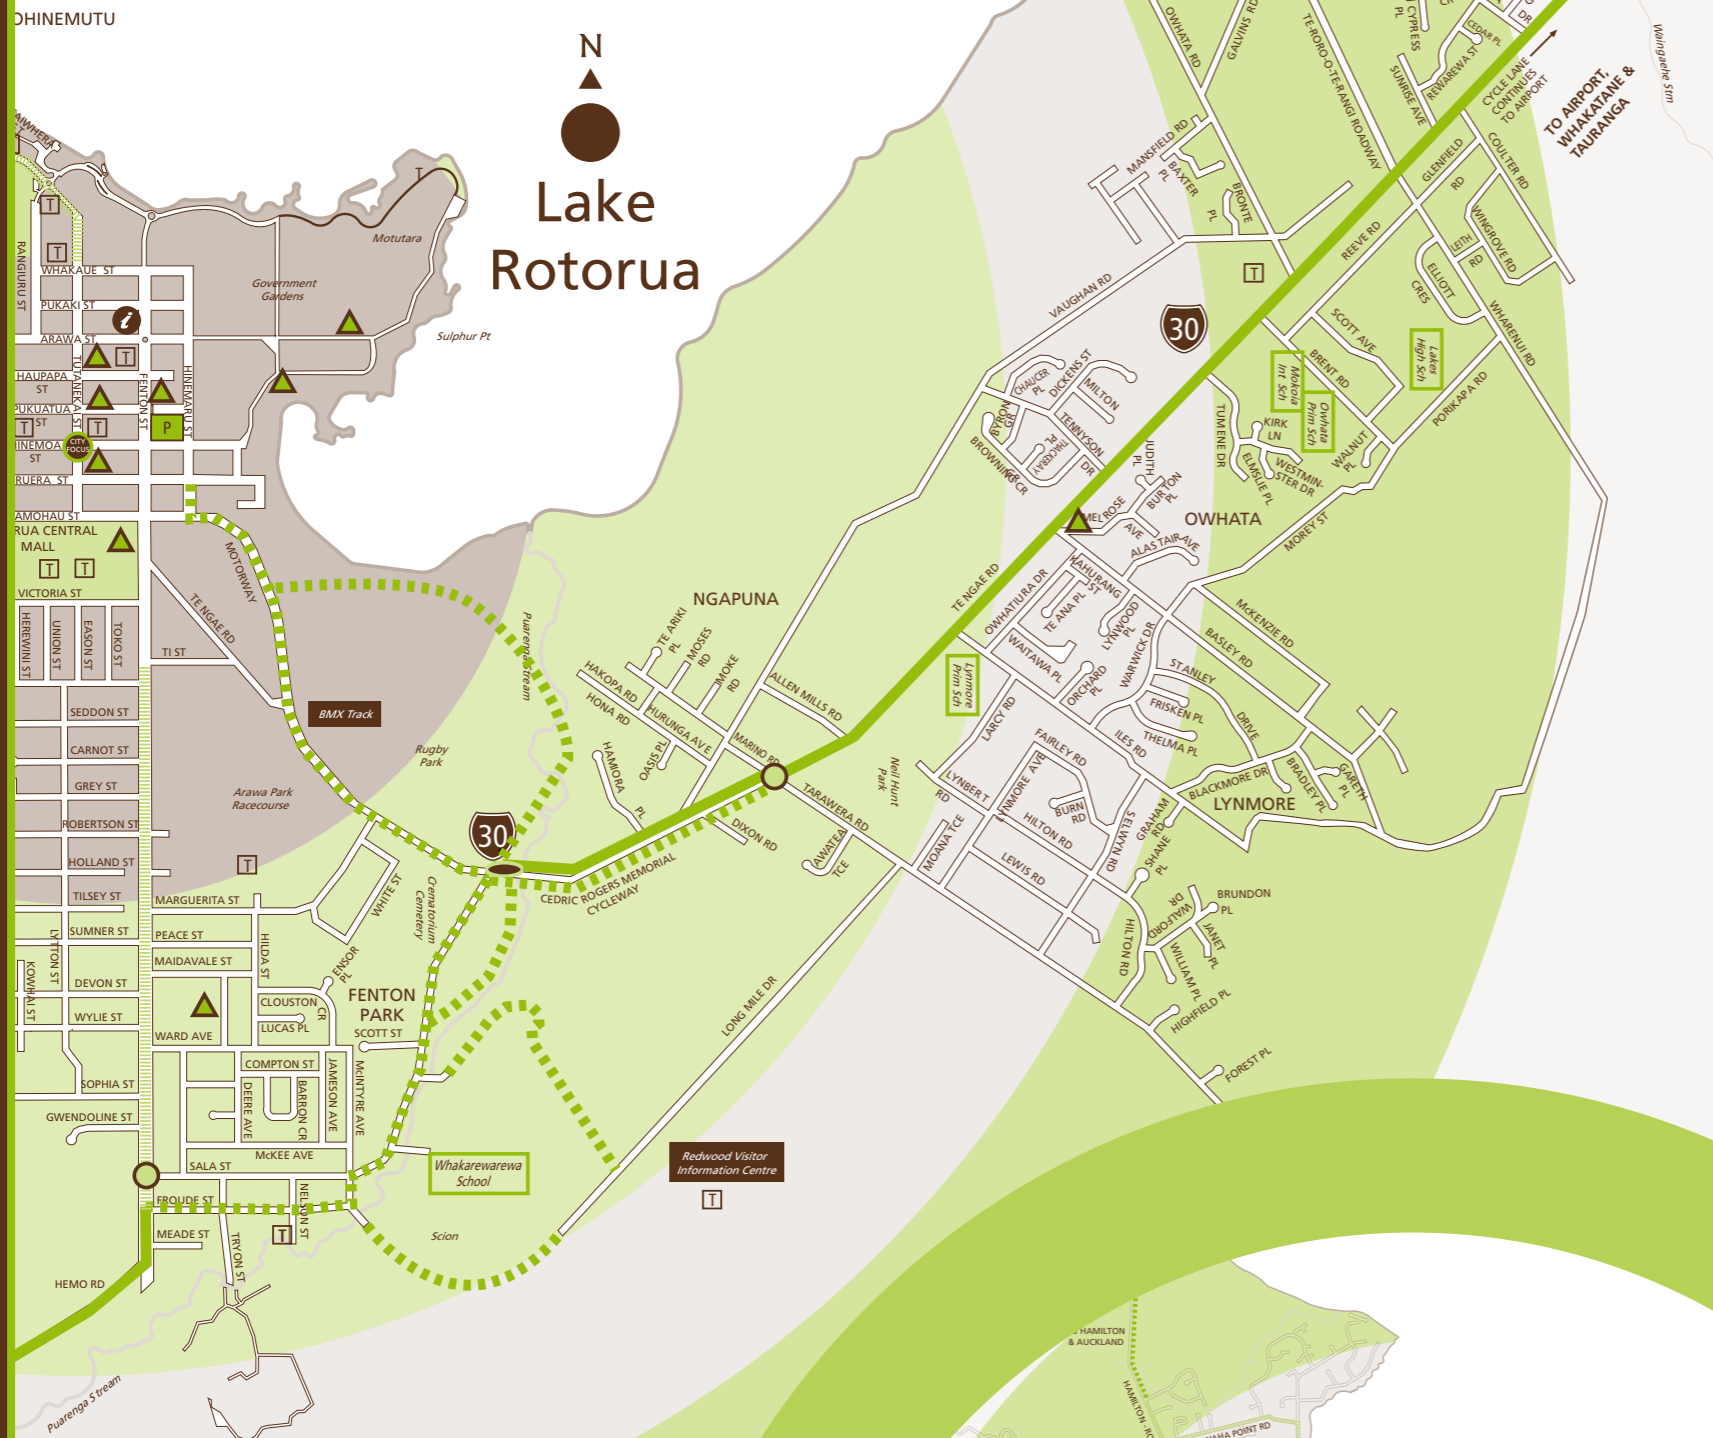 OHINEMUTU
N
Lake
Rotorua
Motutara
Government
Gardens
Sulphur Pt
RANGIURU ST
WHAKAUE ST
PUKAKI ST
i
ARAWA ST
HAUPAPA
ST
TUTANEKAI ST
FENTON ST
HINEMARU ST
PUKUATUA
ST
P
CITY
FOCUS
HINEMOA
ST
ERUERA ST
AMOHAU ST
RUA CENTRAL
MALL
VICTORIA ST
HEREWINI ST
UNION ST
EASON ST
TOKO ST
TI ST
MOTORWAY
TE NGAE RD
SEDDON ST
CARNOT ST
GREY ST
ROBERTSON ST
HOLLAND ST
TILSEY ST
SUMNER ST
LYTTON ST
DEVON ST
KOWHAI ST
WYLIE ST
SOPHIA ST
GWENDOLINE ST
HEMO RD
BMX Track
Rugby
Park
Arawa Park
Racecourse
Puarenga Stream
MARGUERITA ST
PEACE ST
MAIDAVALE ST
HILDA ST
WHITE ST
ENSOR
PL
CLOUSTON
CR
LUCAS PL
WARD AVE
FENTON
PARK
SCOTT ST
COMPTON ST
DEERE AVE
BARRON CR
JAMESON AVE
McINTYRE AVE
McKEE AVE
SALA ST
FROUDE ST
NELSON ST
MEADE ST
TRYON ST
Puarenga Stream
Crematorium
Cemetery
Whakarewarewa
School
Scion
30
CEDRIC ROGERS MEMORIAL
CYCLEWAY
NGAPUNA
TE ARIKI
PL
MOSES
RD
MOKE
RD
HAKOPA RD
HONA RD
HURUNGA AVE
OASIS PL
HAMIORA
PL
MARINO RD
ALLEN MILLS RD
DIXON RD
TARAWERA RD
AWATEA
TCE
Neil Hunt
Park
LONG MILE DR
Redwood Visitor
Information Centre
T
MOANA TCE
LYNBERT
RD
LYNMORE AVE
FAIRLEY RD
BURN
RD
HILTON RD
LEWIS RD
SELWYN RD
GRAHAM
RD
SHANE
PL
HILTON RD
WALFORD
DR
BRUNDON
PL
JANET
PL
WILLIAM PL
HIGHFIELD PL
FOREST PL
LYNMORE
BLACKMORE DR
BRADLEY PL
GARETH
PL
LARCY RD
ILES RD
THELMA PL
FRISKEN PL
STANLEY
DRIVE
WARWICK DR
ORCHARD
PL
WAITAWA PL
Lynmore
Prim Sch
TE NGAE RD
OWHATIURA DR
TE ANA PL
LYNWOOD
PL
KAHURANGI
ST
ALASTAIR AVE
BASLEY RD
McKENZIE RD
MOREY ST
OWHATA
MELROSE
AVE
BURTON
PL
JUDITH
PL
TENNYSON
DR
THACKERAY
PL
BROWNING CR
BYRON
GR
CHAUCER
PL
DICKENS ST
MILTON
VAUGHAN RD
30
MANSFIELD RD
BAXTER
PL
BRONTE
PL
OWHATA RD
GALVINS RD
TE-RORO-O-TE-RANGI ROADWAY
SUNRISE AVE
CYPRESS
PL
REWAREWA ST
CEDAR PL
DR
CYCLE LANE
CONTINUES
TO AIRPORT
TO AIRPORT,
WHAKATANE &
TAURANGA
Waingaehe Stm
GLENFIELD
RD
COULTER RD
REEVE RD
WINGROVE RD
LEITH
RD
ELLIOTT
CRES
WHARENUI RD
SCOTT AVE
BRENT RD
Lakes
High Sch
Mokoia
Int Sch
Owhata
Prim Sch
PORIKAPA RD
WALNUT
PL
TUMENE DR
KIRK
LN
ELMSLIE PL
WESTMIN-
STER DR
HAMILTON
& AUCKLAND